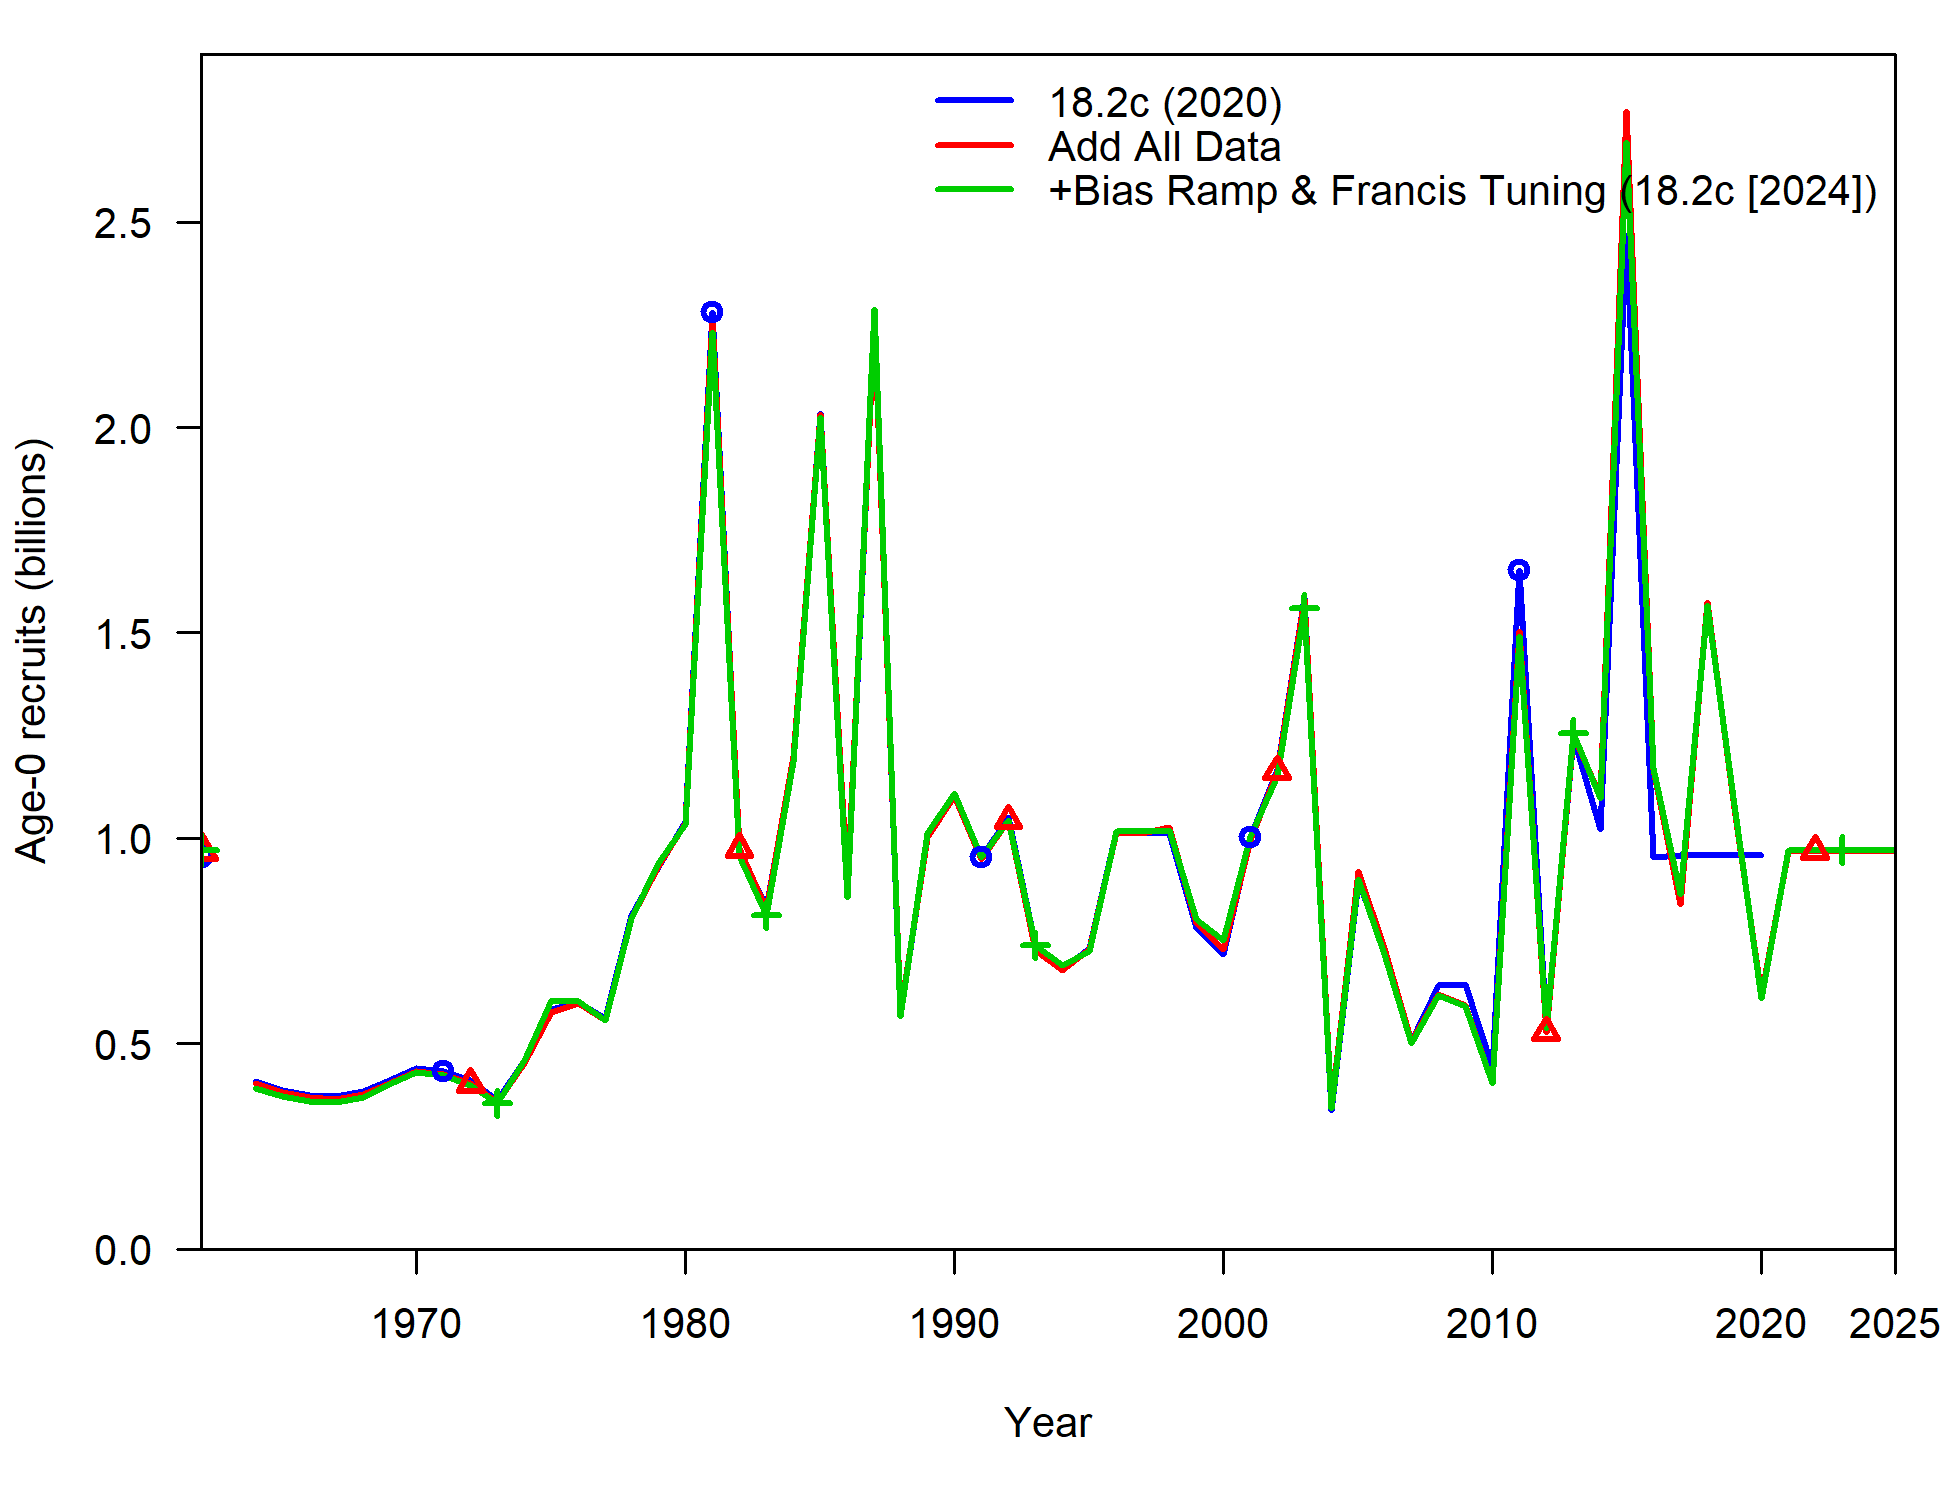 18.2c (2020)
Add All Data
+Bias Ramp & Francis Tuning (18.2c [2024])
Age-0 recruits (billions)
2.5
2.0
1.5
1.0
0.5
0.0
1970 1980 1990 2000 2010 2020 2025
Year